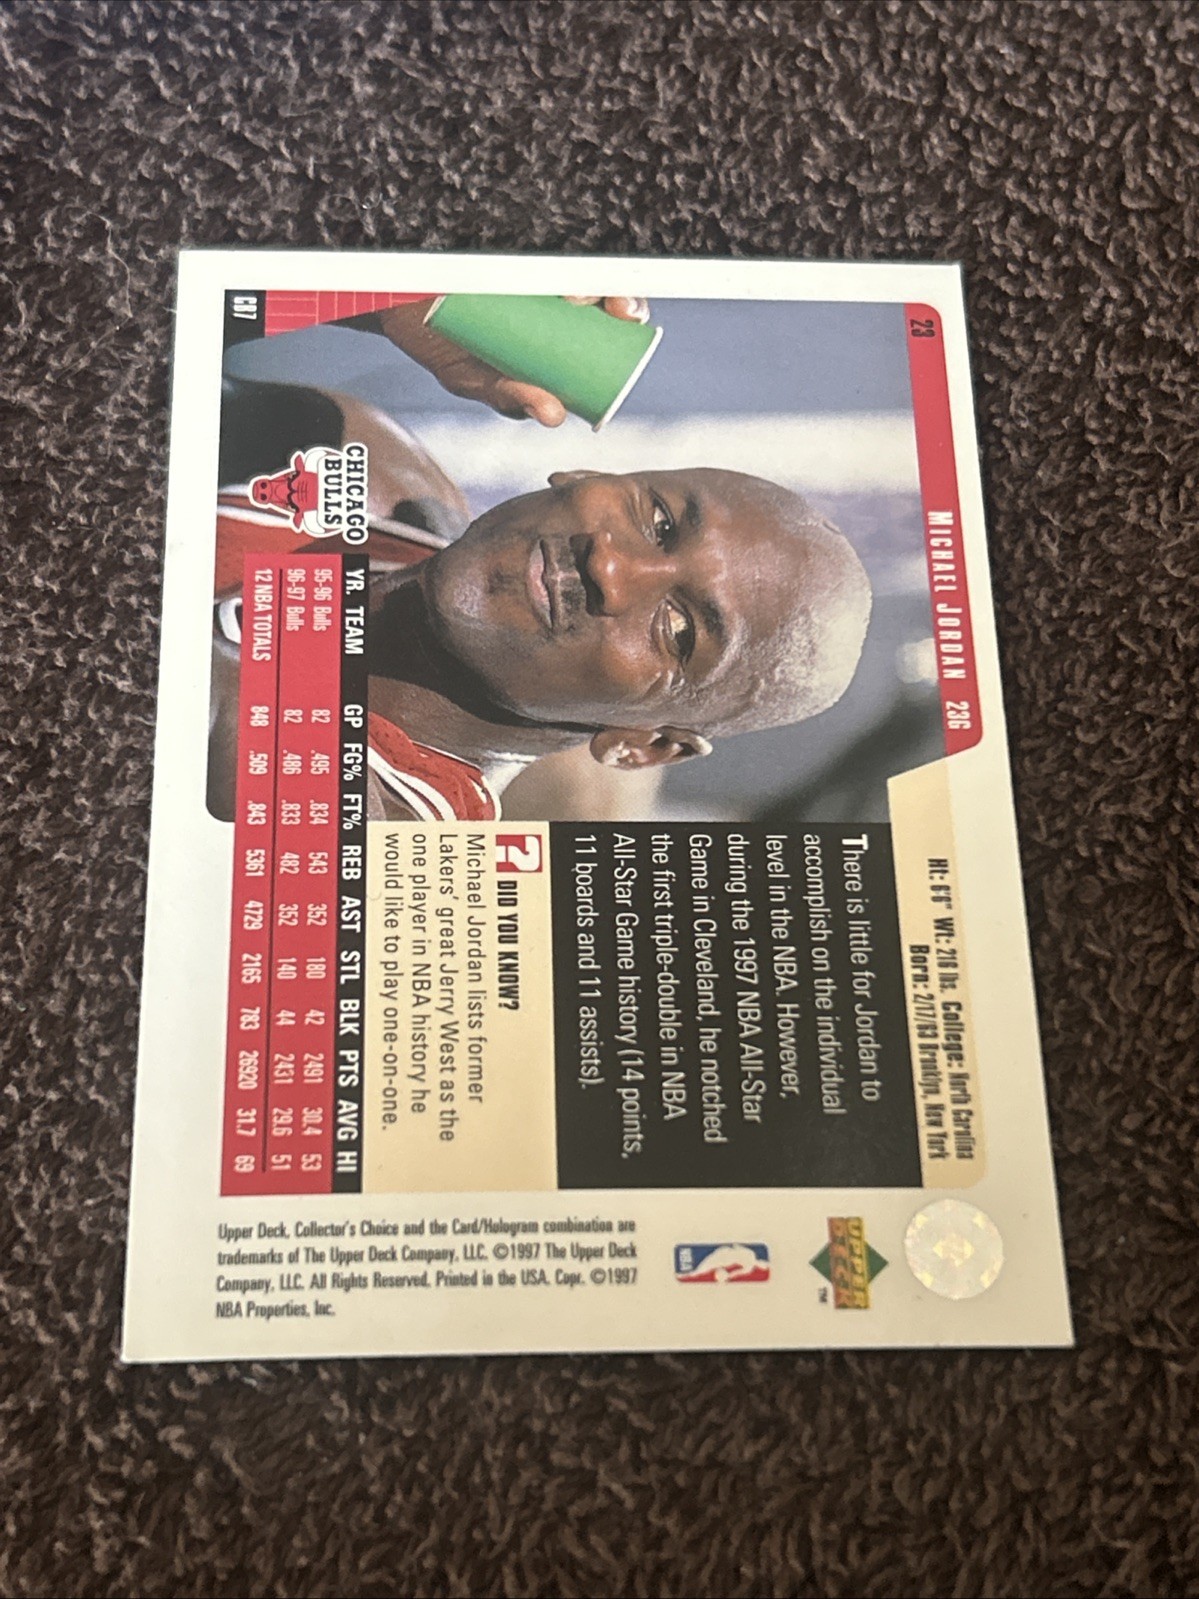 23 MICHAEL JORDAN 23G
Ht: 6'6" Wt: 216 lbs. College: North Carolina
Born: 2/17/63 Brooklyn, New York
There is little for Jordan to
accomplish on the individual
level in the NBA. However,
during the 1997 NBA All-Star
Game in Cleveland, he notched
the first triple-double in NBA
All-Star Game history (14 points,
11 boards and 11 assists).
? DID YOU KNOW?
Michael Jordan lists former
Lakers' great Jerry West as the
one player in NBA history he
would like to play one-on-one.
CHICAGO
BULLS
YR. TEAM GP FG% FT% REB AST STL BLK PTS AVG HI
95-96 Bulls 82 .495 .834 543 352 180 42 2491 30.4 53
96-97 Bulls 82 .486 .833 482 352 140 44 2431 29.6 51
12 NBA TOTALS 848 .509 .843 5361 4729 2165 783 26920 31.7 69
CB7
UPPER
DECK
TM
NBA
Upper Deck, Collector's Choice and the Card/Hologram combination are
trademarks of The Upper Deck Company, LLC. ©1997 The Upper Deck
Company, LLC. All Rights Reserved. Printed in the USA. Copr. ©1997
NBA Properties, Inc.